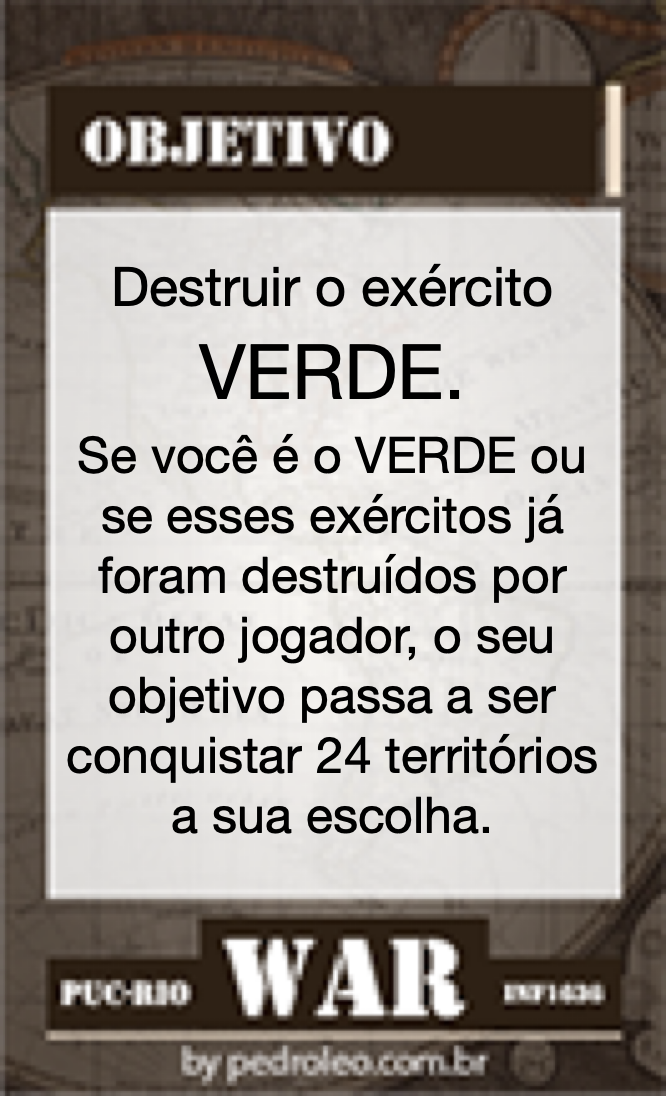 OBJETIVO
Destruir o exército
VERDE.
Se você é o VERDE ou
se esses exércitos já
foram destruídos por
outro jogador, o seu
objetivo passa a ser
conquistar 24 territórios
a sua escolha.
PUC-RIO WAR INF1636
by pedroleo.com.br